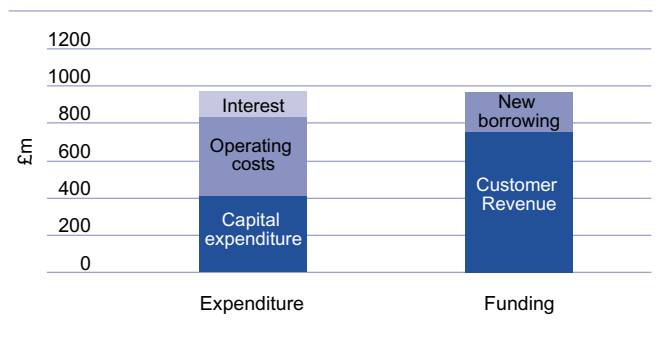 1200
1000
800
600
400
200
0
£m
Interest
Operating
costs
Capital
expenditure
New
borrowing
Customer
Revenue
Expenditure
Funding